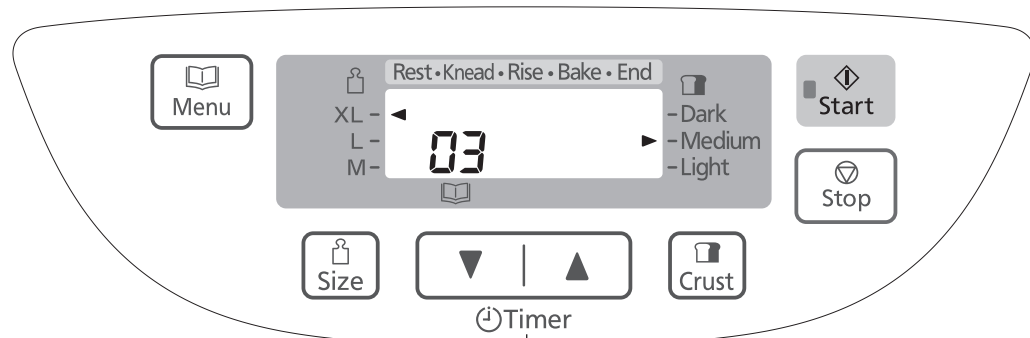 Menu
Rest•Knead•Rise•Bake•End
XL –
L –
M –
03
– Dark
– Medium
– Light
Start
Stop
Size
Crust
Timer